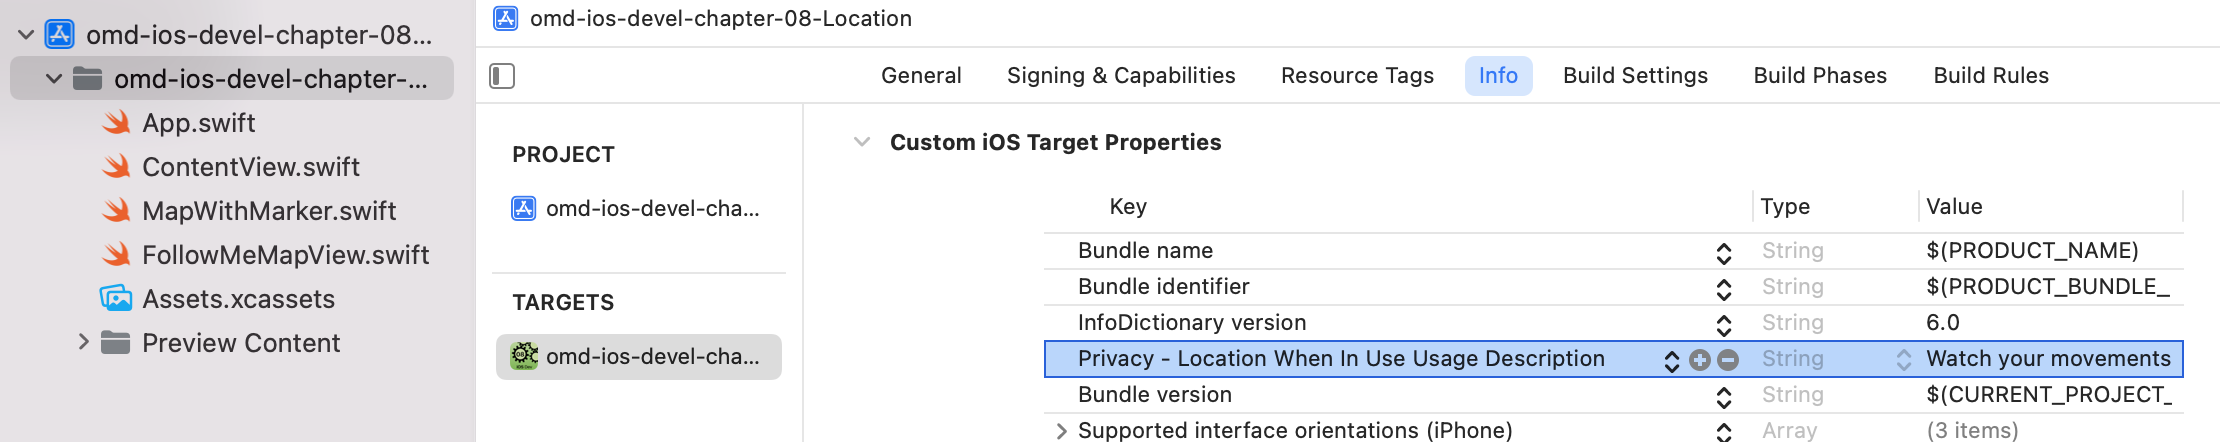 omd-ios-devel-chapter-08...
omd-ios-devel-chapter-...
App.swift
ContentView.swift
MapWithMarker.swift
FollowMeMapView.swift
Assets.xcassets
Preview Content
omd-ios-devel-chapter-08-Location
General Signing & Capabilities Resource Tags Info Build Settings Build Phases Build Rules
PROJECT
omd-ios-devel-cha...
TARGETS
omd-ios-devel-cha...
Custom iOS Target Properties
Key Type Value
Bundle name String $(PRODUCT_NAME)
Bundle identifier String $(PRODUCT_BUNDLE_
InfoDictionary version String 6.0
Privacy - Location When In Use Usage Description String Watch your movements
Bundle version String $(CURRENT_PROJECT_
Supported interface orientations (iPhone) Array (3 items)